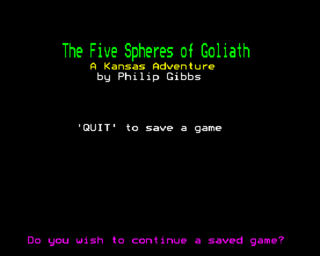 The Five Spheres of Goliath
A Kansas Adventure
by Philip Gibbs
'QUIT' to save a game
Do you wish to continue a saved game?